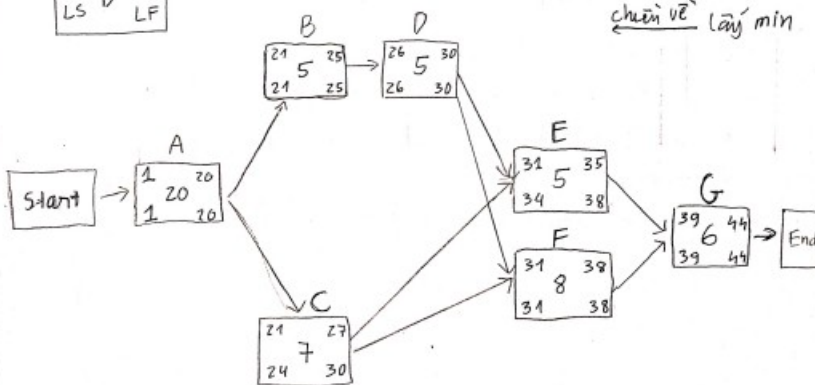 LS D LF
chiều về
lấy min
B
21 25
5
21 25
D
26 30
5
26 30
A
1 20
20
1 20
Start
E
31 35
5
34 38
F
31 38
8
31 38
G
39 44
6
39 44
End
C
21 27
7
24 30